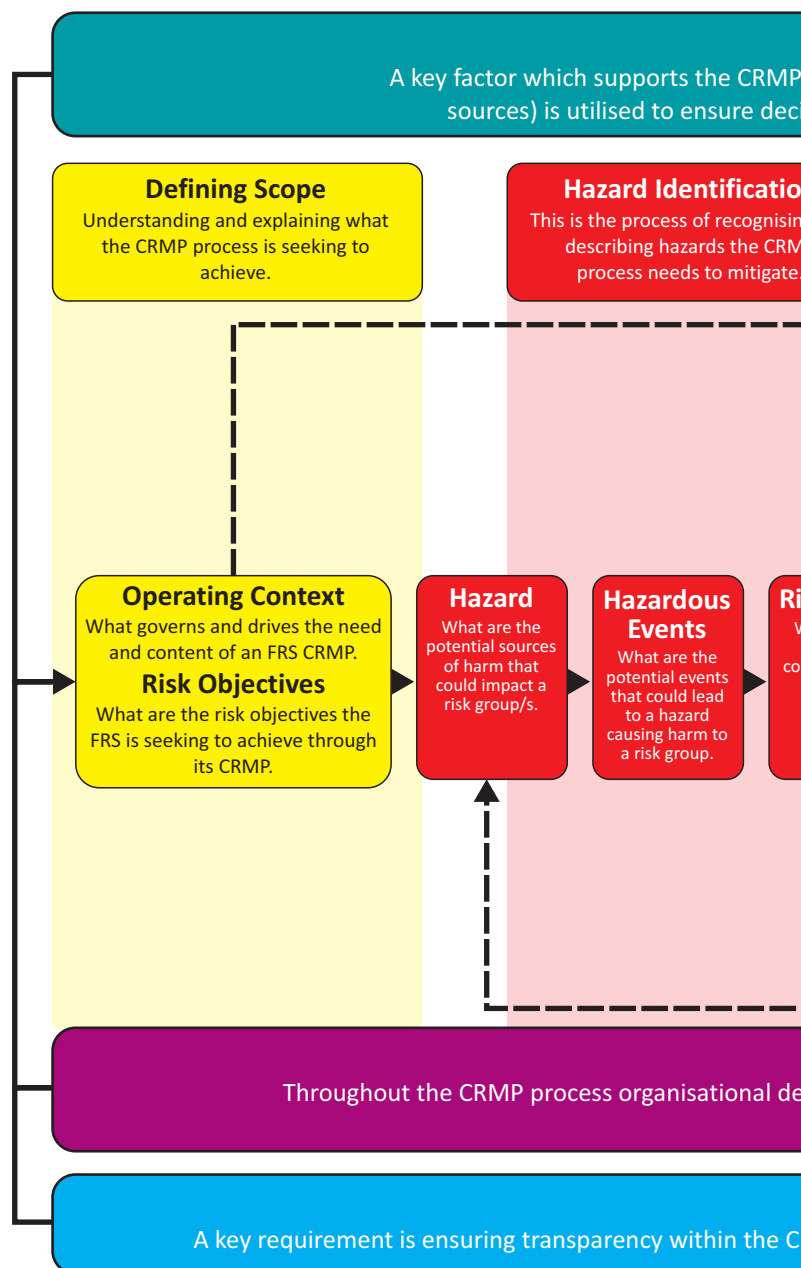 A key factor which supports the CRMP
sources) is utilised to ensure deci
Defining Scope
Understanding and explaining what
the CRMP process is seeking to
achieve.
Hazard Identificatio
This is the process of recognising
describing hazards the CRM
process needs to mitigate.
Operating Context
What governs and drives the need
and content of an FRS CRMP.
Risk Objectives
What are the risk objectives the
FRS is seeking to achieve through
its CRMP.
Hazard
What are the
potential sources
of harm that
could impact a
risk group/s.
Hazardous
Events
What are the
potential events
that could lead
to a hazard
causing harm to
a risk group.
Ri
W
co
Throughout the CRMP process organisational de
A key requirement is ensuring transparency within the C